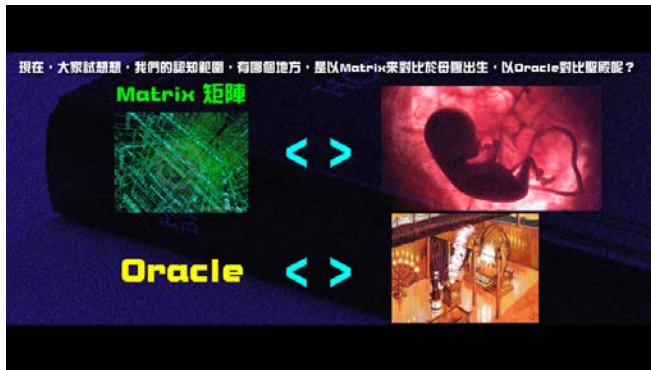 現在，大家試想想，我們的認知範圍，有哪個地方，是以Matrix來對比於母腹出生，以Oracle對比聖殿呢？
Matrix 矩陣
< >
Oracle
< >